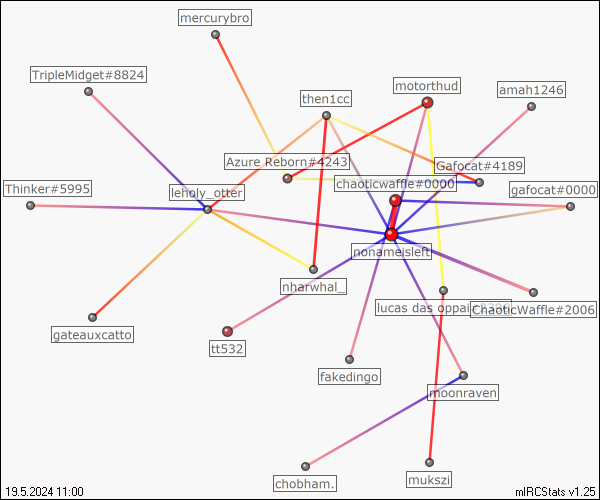 mercurybro
TripleMidget#8824
motorthud
amah1246
then1cc
Azure Reborn#4243
Gafocat#4189
chaoticwaffle#0000
Thinker#5995
leholy_otter
gafocat#0000
nonameisleft
nharwhal_
lucas das oppai
ChaoticWaffle#2006
gateauxcatto
tt532
fakedingo
moonraven
chobham.
mukszi
19.5.2024 11:00
mIRCStats v1.25